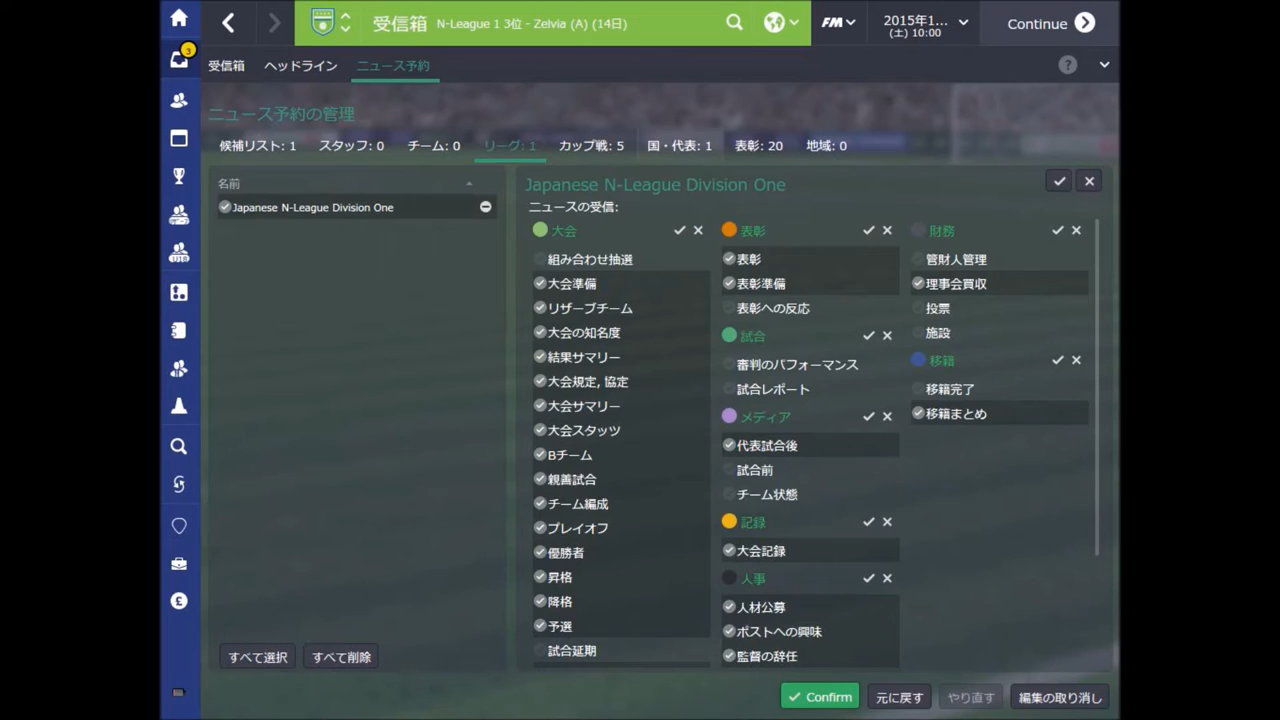 受信箱 N-League 1 3位 - Zelvia (A) (14日)
FM
2015年1...
(土) 10:00
Continue
3
受信箱 ヘッドライン ニュース予約
?
ニュース予約の管理
候補リスト: 1 スタッフ: 0 チーム: 0 リーグ: 1 カップ戦: 5 国・代表: 1 表彰: 20 地域: 0
名前
Japanese N-League Division One
すべて選択 すべて削除
Japanese N-League Division One
ニュースの受信:
大会
組み合わせ抽選
大会準備
リザーブチーム
大会の知名度
結果サマリー
大会規定, 協定
大会サマリー
大会スタッツ
Bチーム
親善試合
チーム編成
プレイオフ
優勝者
昇格
降格
予選
試合延期
表彰
表彰
表彰準備
表彰への反応
試合
審判のパフォーマンス
試合レポート
メディア
代表試合後
試合前
チーム状態
記録
大会記録
人事
人材公募
ポストへの興味
監督の辞任
財務
管財人管理
理事会買収
投票
施設
移籍
移籍完了
移籍まとめ
U18
£
Confirm 元に戻す やり直す 編集の取り消し